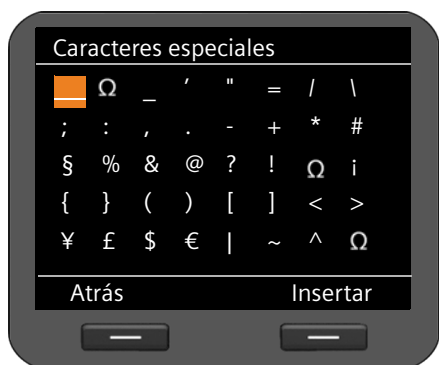 Caracteres especiales
_ Ω _ ′ " = / \
; : , . - + * #
§ % & @ ? ! Ω ¡
{ } ( ) [ ] < >
¥ £ $ € | ~ ^ Ω
Atrás Insertar